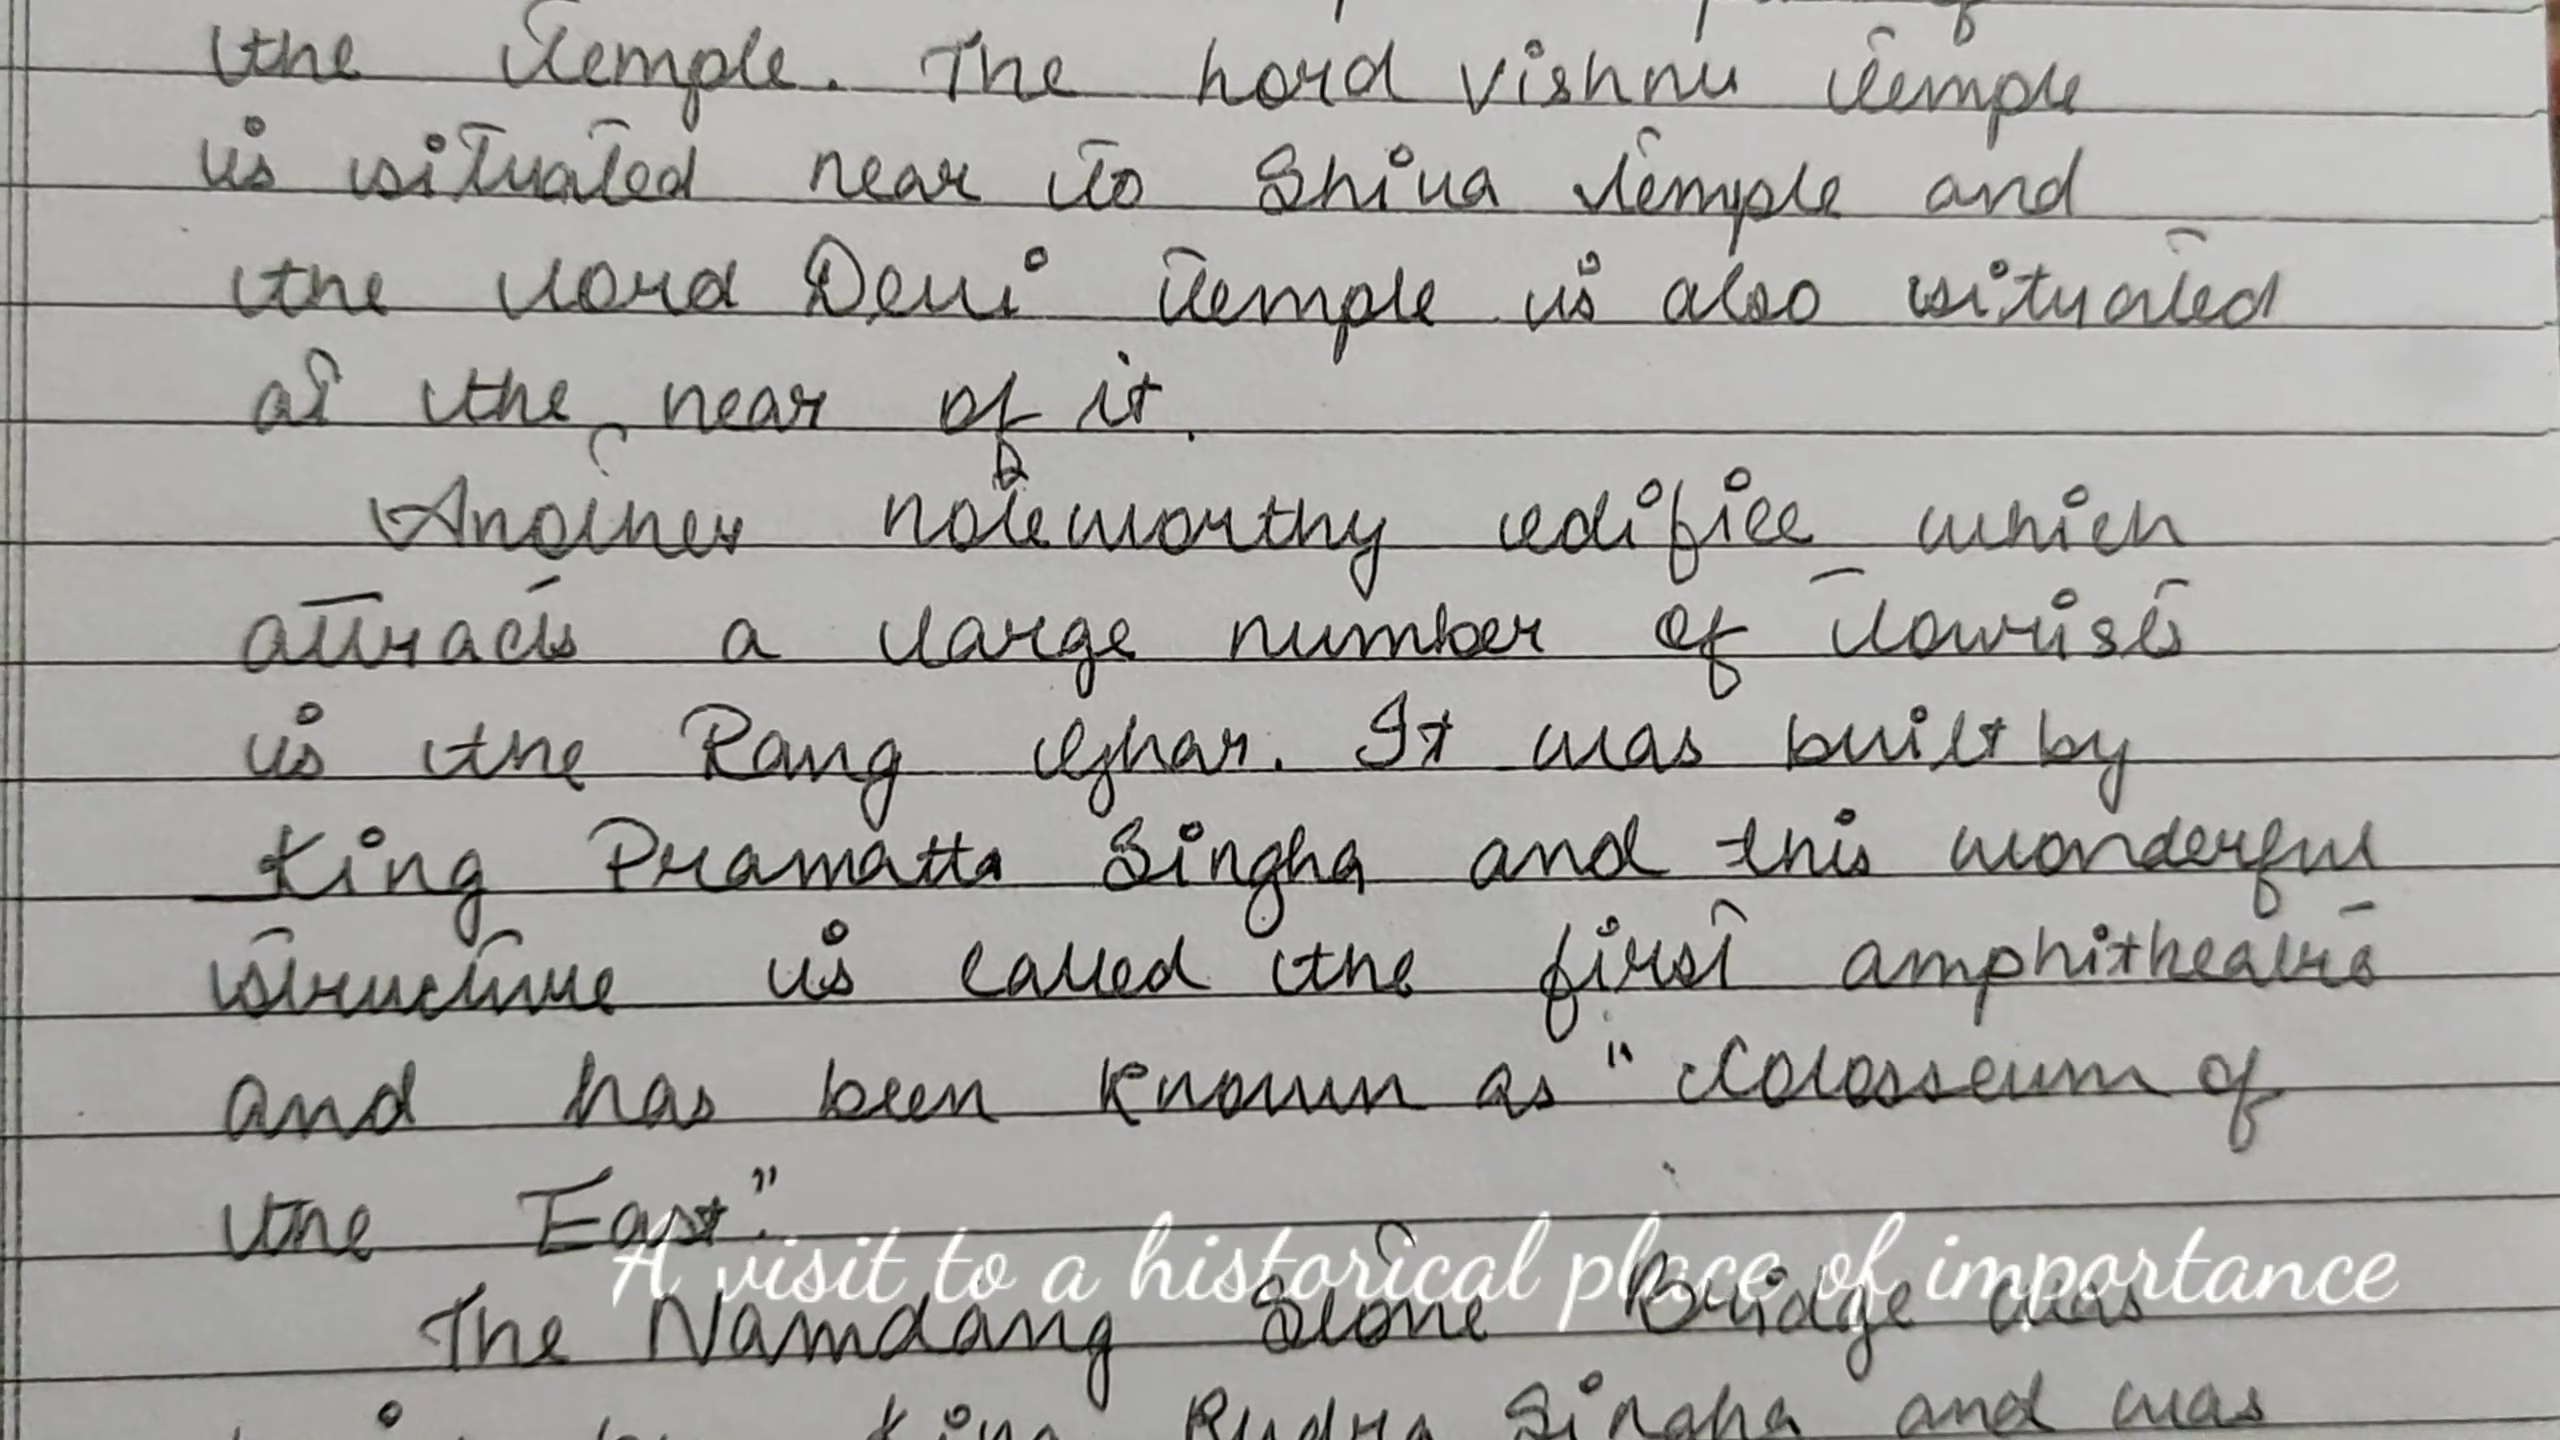 the temple. The Lord Vishnu temple
is situated near to Shiva temple and
the lord Devi temple is also situated
at the near of it.
Another noteworthy edifice which
attracts a large number of tourists
is the Rang ghar. It was built by
King Pramatta Singha and this wonderful
structure is called the first amphitheatre
and has been known as "Colosseum of
the East".
A visit to a historical place of importance
The Namdang Stone Bridge was
King Rudra Singha and was